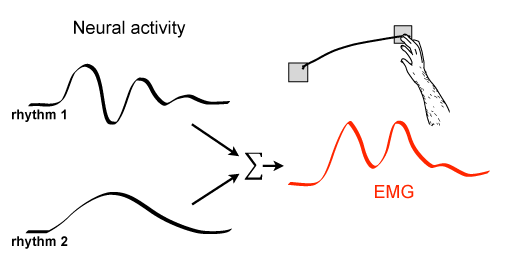 Neural activity
rhythm 1
Σ
EMG
rhythm 2